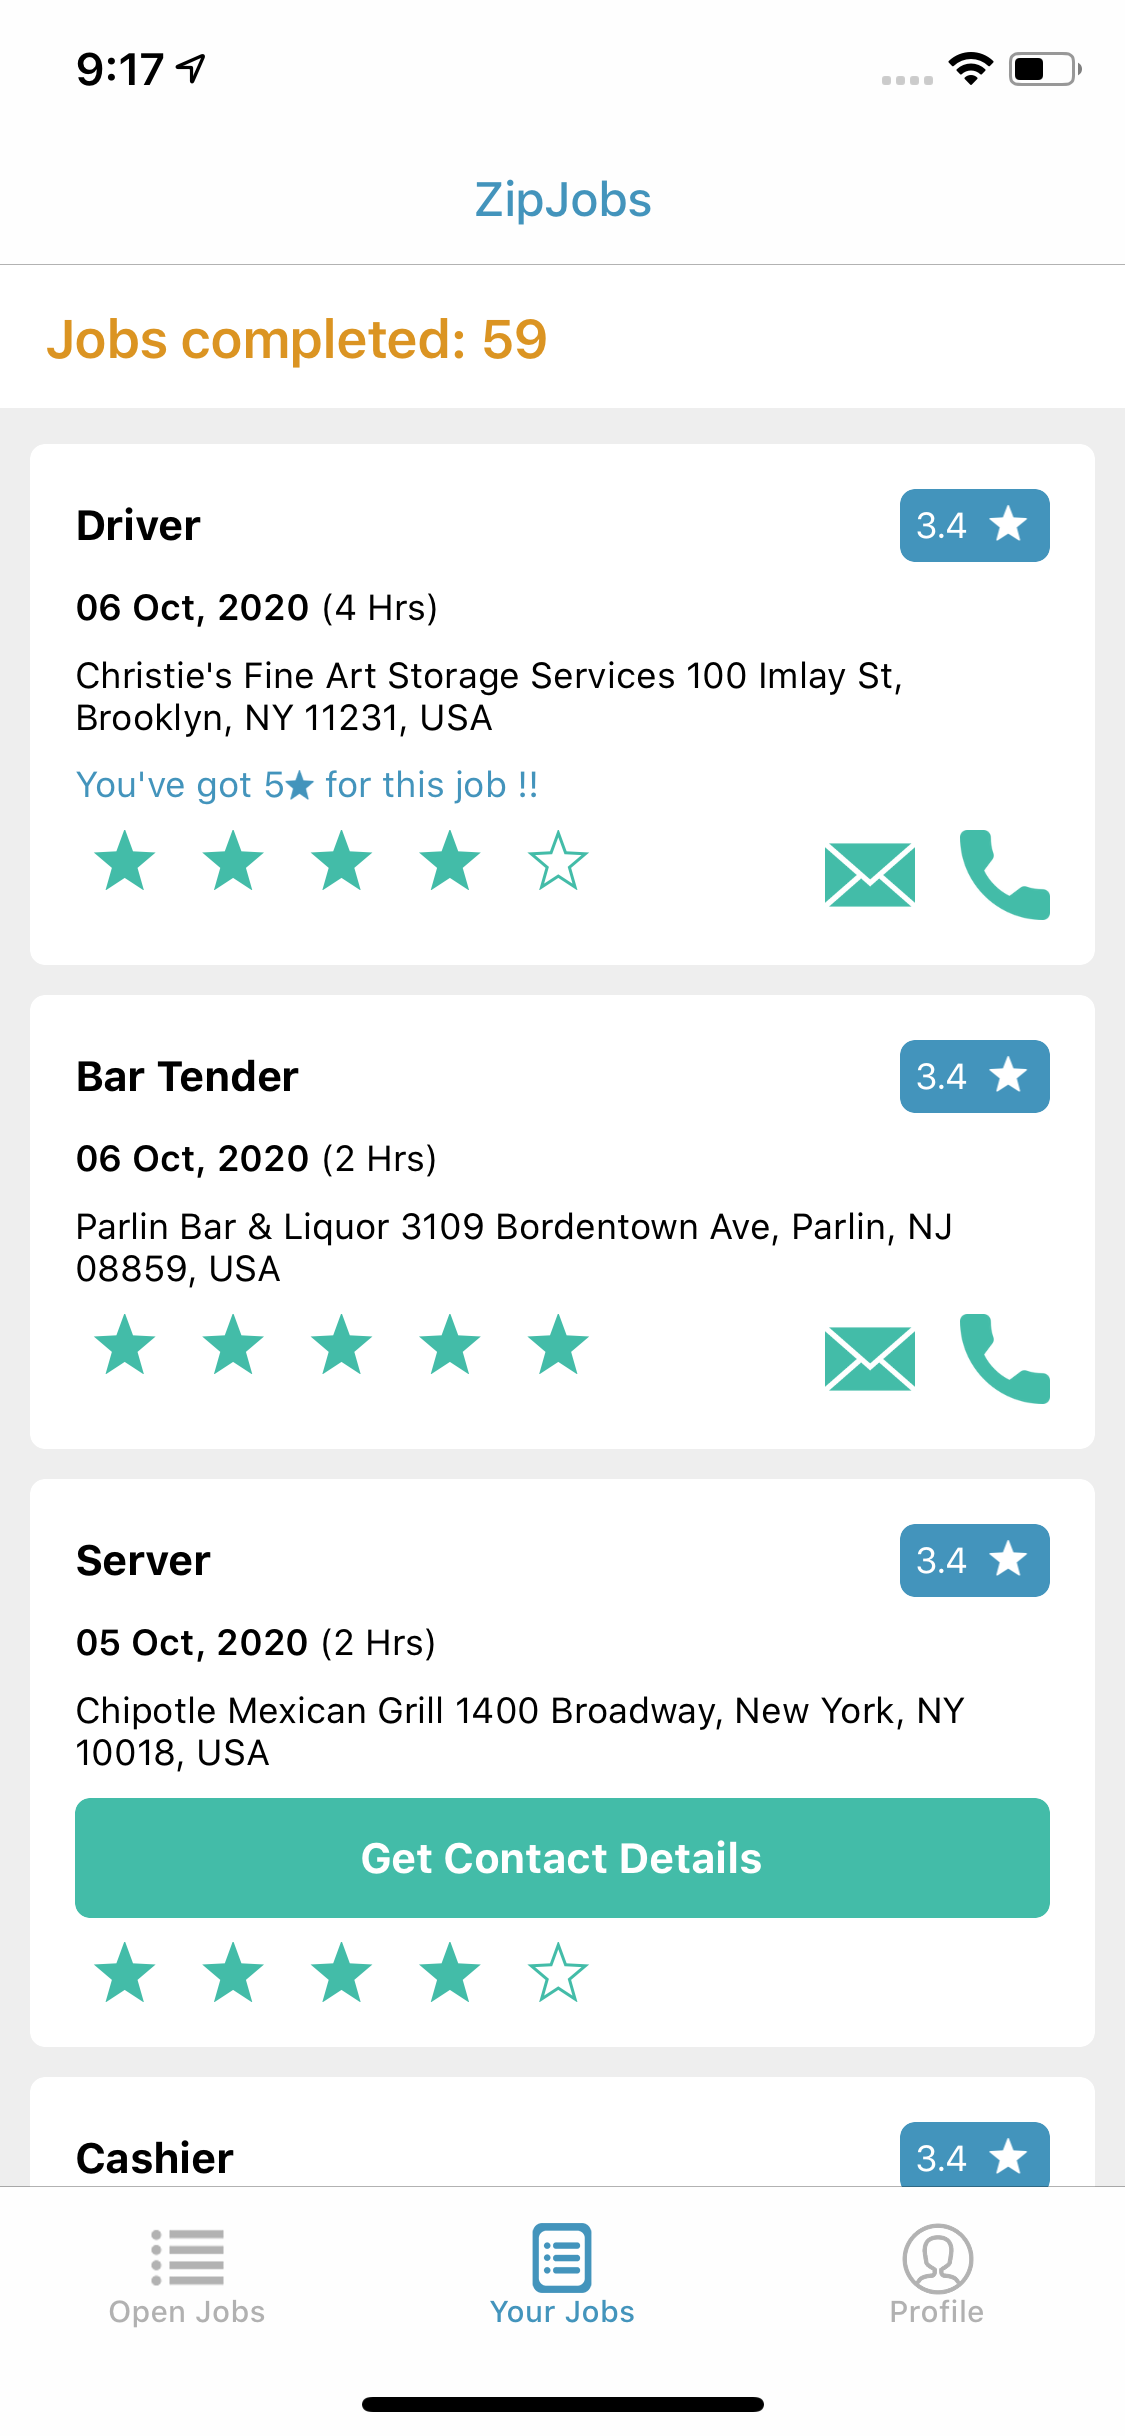 9:17
ZipJobs
Jobs completed: 59
Driver
3.4
06 Oct, 2020 (4 Hrs)
Christie's Fine Art Storage Services 100 Imlay St,
Brooklyn, NY 11231, USA
You've got 5★ for this job !!
Bar Tender
3.4
06 Oct, 2020 (2 Hrs)
Parlin Bar & Liquor 3109 Bordentown Ave, Parlin, NJ
08859, USA
Server
3.4
05 Oct, 2020 (2 Hrs)
Chipotle Mexican Grill 1400 Broadway, New York, NY
10018, USA
Get Contact Details
Cashier
3.4
Open Jobs
Your Jobs
Profile